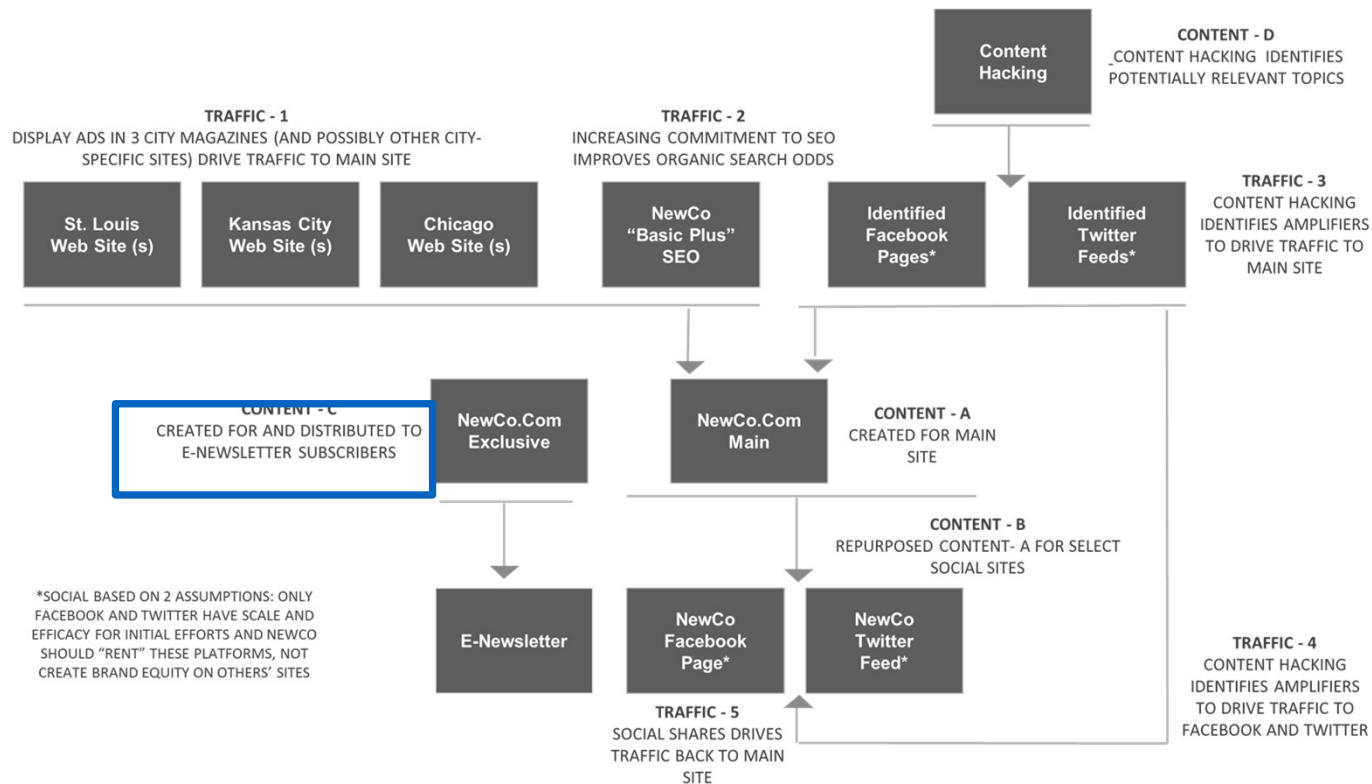 Content
Hacking
CONTENT - D
_CONTENT HACKING IDENTIFIES
POTENTIALLY RELEVANT TOPICS
TRAFFIC - 1
DISPLAY ADS IN 3 CITY MAGAZINES (AND POSSIBLY OTHER CITY-
SPECIFIC SITES) DRIVE TRAFFIC TO MAIN SITE
TRAFFIC - 2
INCREASING COMMITMENT TO SEO
IMPROVES ORGANIC SEARCH ODDS
St. Louis
Web Site (s)
Kansas City
Web Site (s)
Chicago
Web Site (s)
NewCo
“Basic Plus”
SEO
Identified
Facebook
Pages*
Identified
Twitter
Feeds*
TRAFFIC - 3
CONTENT HACKING
IDENTIFIES AMPLIFIERS
TO DRIVE TRAFFIC TO
MAIN SITE
CONTENT - C
CREATED FOR AND DISTRIBUTED TO
E-NEWSLETTER SUBSCRIBERS
NewCo.Com
Exclusive
NewCo.Com
Main
CONTENT - A
CREATED FOR MAIN
SITE
CONTENT - B
REPURPOSED CONTENT- A FOR SELECT
SOCIAL SITES
*SOCIAL BASED ON 2 ASSUMPTIONS: ONLY
FACEBOOK AND TWITTER HAVE SCALE AND
EFFICACY FOR INITIAL EFFORTS AND NEWCO
SHOULD “RENT” THESE PLATFORMS, NOT
CREATE BRAND EQUITY ON OTHERS’ SITES
E-Newsletter
NewCo
Facebook
Page*
NewCo
Twitter
Feed*
TRAFFIC - 4
CONTENT HACKING
IDENTIFIES AMPLIFIERS
TO DRIVE TRAFFIC TO
FACEBOOK AND TWITTER
TRAFFIC - 5
SOCIAL SHARES DRIVES
TRAFFIC BACK TO MAIN
SITE